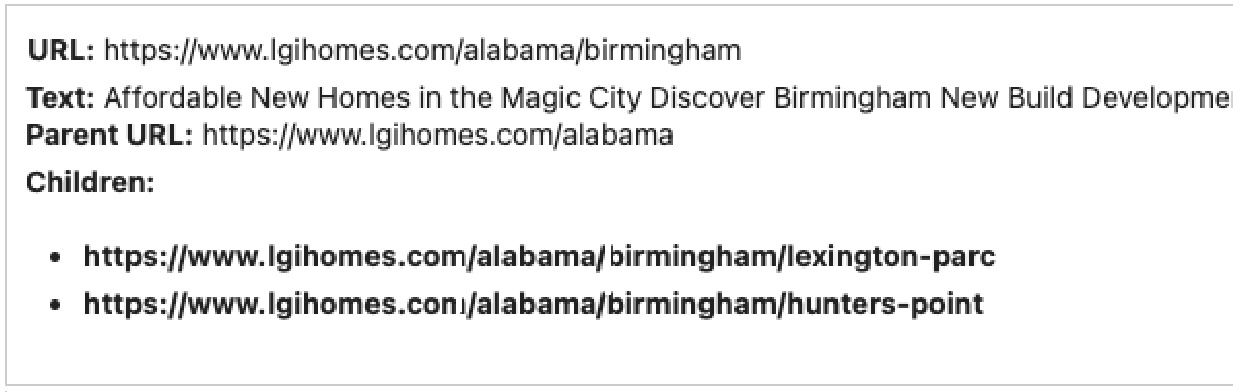 URL: https://www.lgihomes.com/alabama/birmingham
Text: Affordable New Homes in the Magic City Discover Birmingham New Build
Parent URL: https://www.lgihomes.com/alabama
Children:
• https://www.lgihomes.com/alabama/birmingham/lexington-parc
• https://www.lgihomes.com/alabama/birmingham/hunters-point